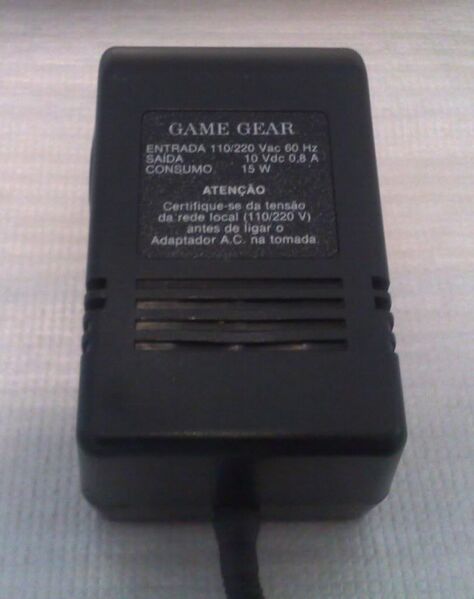 GAME GEAR
ENTRADA 110/220 Vac 60 Hz
SAÍDA 10 Vdc 0,8 A
CONSUMO 15 W
ATENÇÃO
Certifique-se da tensão
da rede local (110/220 V)
antes de ligar o
Adaptador A.C. na tomada